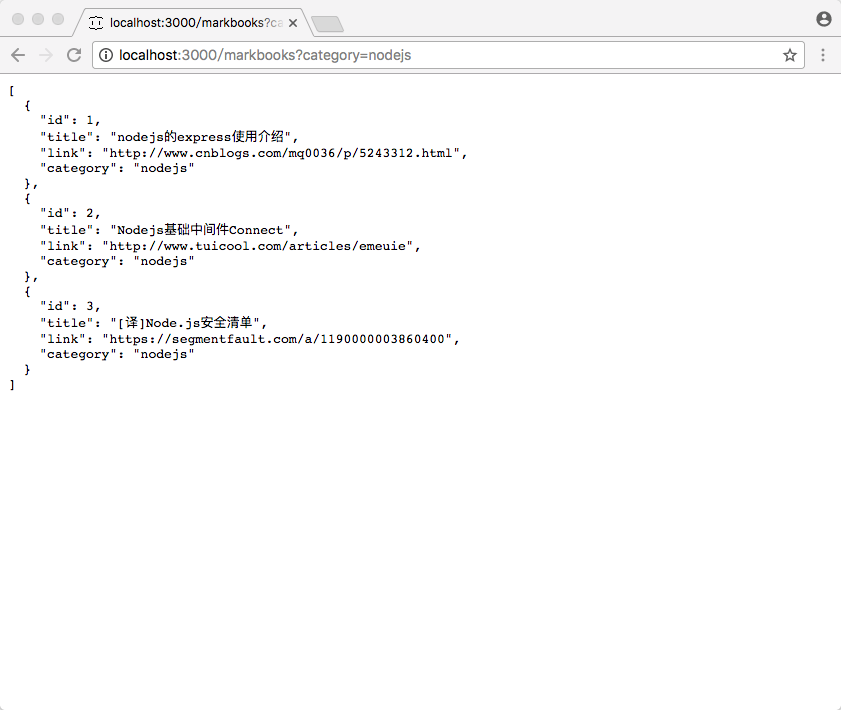 localhost:3000/markbooks?ca
localhost:3000/markbooks?category=nodejs
[
  {
    "id": 1,
    "title": "nodejs的express使用介绍",
    "link": "http://www.cnblogs.com/mq0036/p/5243312.html",
    "category": "nodejs"
  },
  {
    "id": 2,
    "title": "Nodejs基础中间件Connect",
    "link": "http://www.tuicool.com/articles/emeuie",
    "category": "nodejs"
  },
  {
    "id": 3,
    "title": "[译]Node.js安全清单",
    "link": "https://segmentfault.com/a/1190000003860400",
    "category": "nodejs"
  }
]